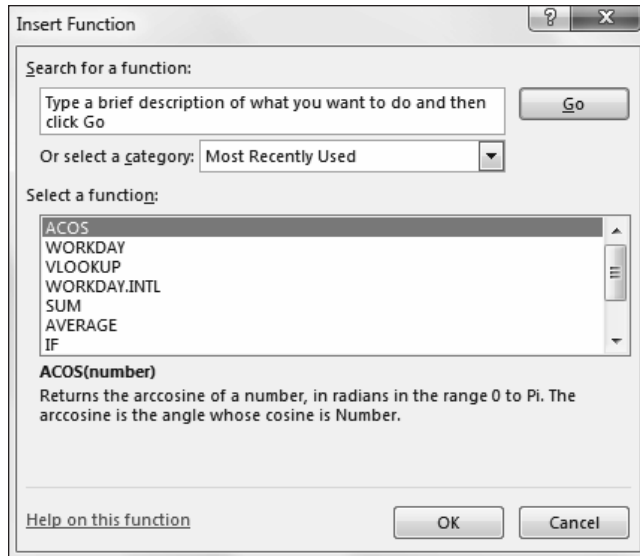 Insert Function
? X
Search for a function:
Type a brief description of what you want to do and then
click Go
Go
Or select a category: Most Recently Used
Select a function:
ACOS
WORKDAY
VLOOKUP
WORKDAY.INTL
SUM
AVERAGE
IF
ACOS(number)
Returns the arccosine of a number, in radians in the range 0 to Pi. The
arccosine is the angle whose cosine is Number.
Help on this function
OK
Cancel